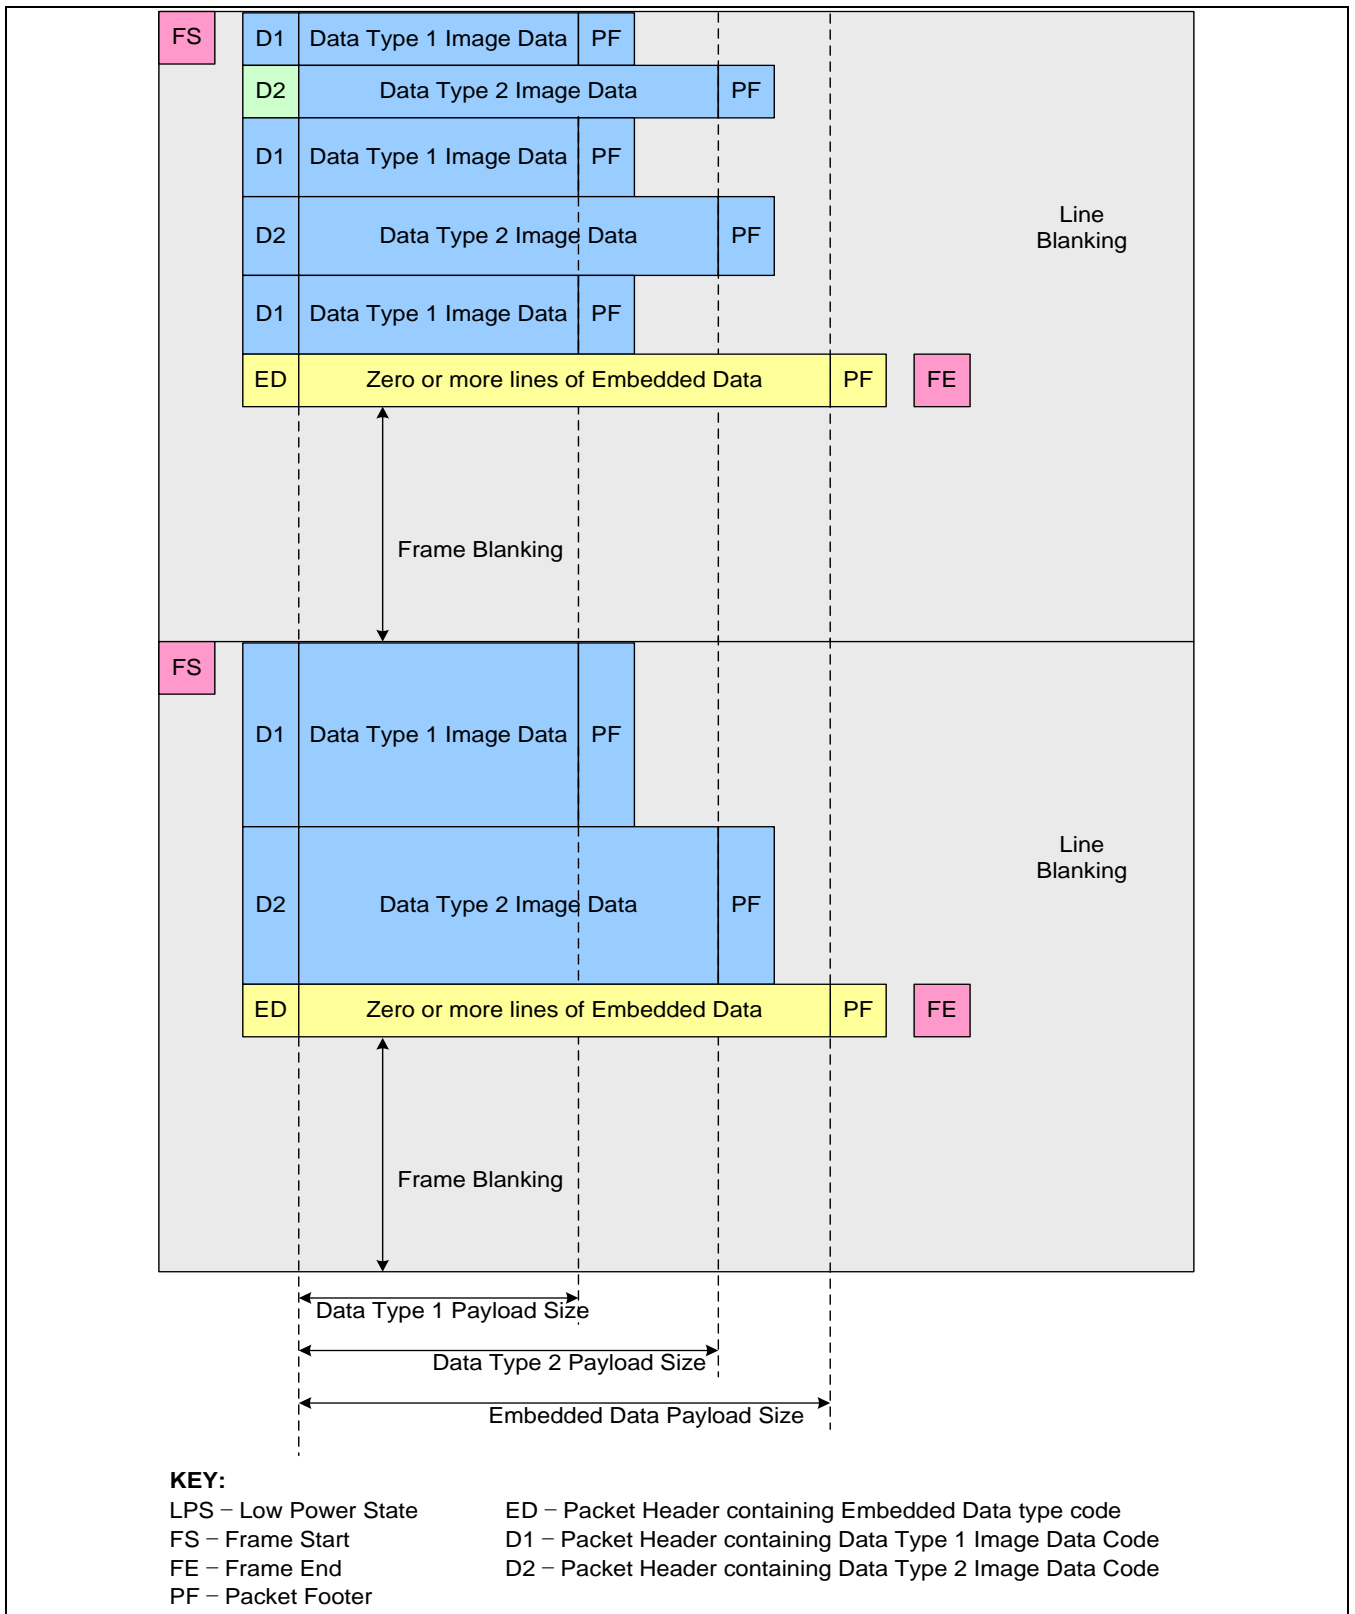 FS D1 Data Type 1 Image Data PF
D2 Data Type 2 Image Data PF
D1 Data Type 1 Image Data PF
Line
Blanking
D2 Data Type 2 Image Data PF
D1 Data Type 1 Image Data PF
ED Zero or more lines of Embedded Data PF FE
Frame Blanking
FS
D1 Data Type 1 Image Data PF
Line
Blanking
D2 Data Type 2 Image Data PF
ED Zero or more lines of Embedded Data PF FE
Frame Blanking
Data Type 1 Payload Size
Data Type 2 Payload Size
Embedded Data Payload Size
KEY:
LPS – Low Power State ED – Packet Header containing Embedded Data type code
FS – Frame Start D1 – Packet Header containing Data Type 1 Image Data Code
FE – Frame End D2 – Packet Header containing Data Type 2 Image Data Code
PF – Packet Footer